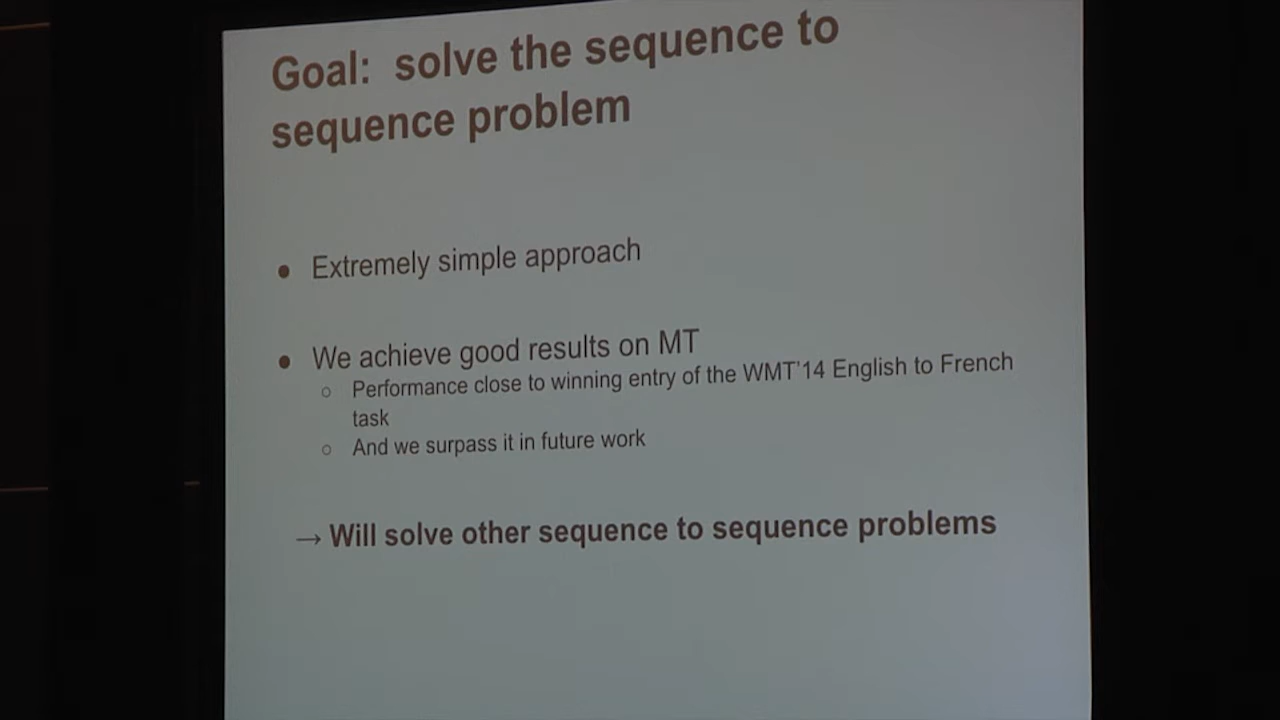 Goal: solve the sequence to
sequence problem
● Extremely simple approach
● We achieve good results on MT
○ Performance close to winning entry of the WMT'14 English to French
task
○ And we surpass it in future work
→ Will solve other sequence to sequence problems